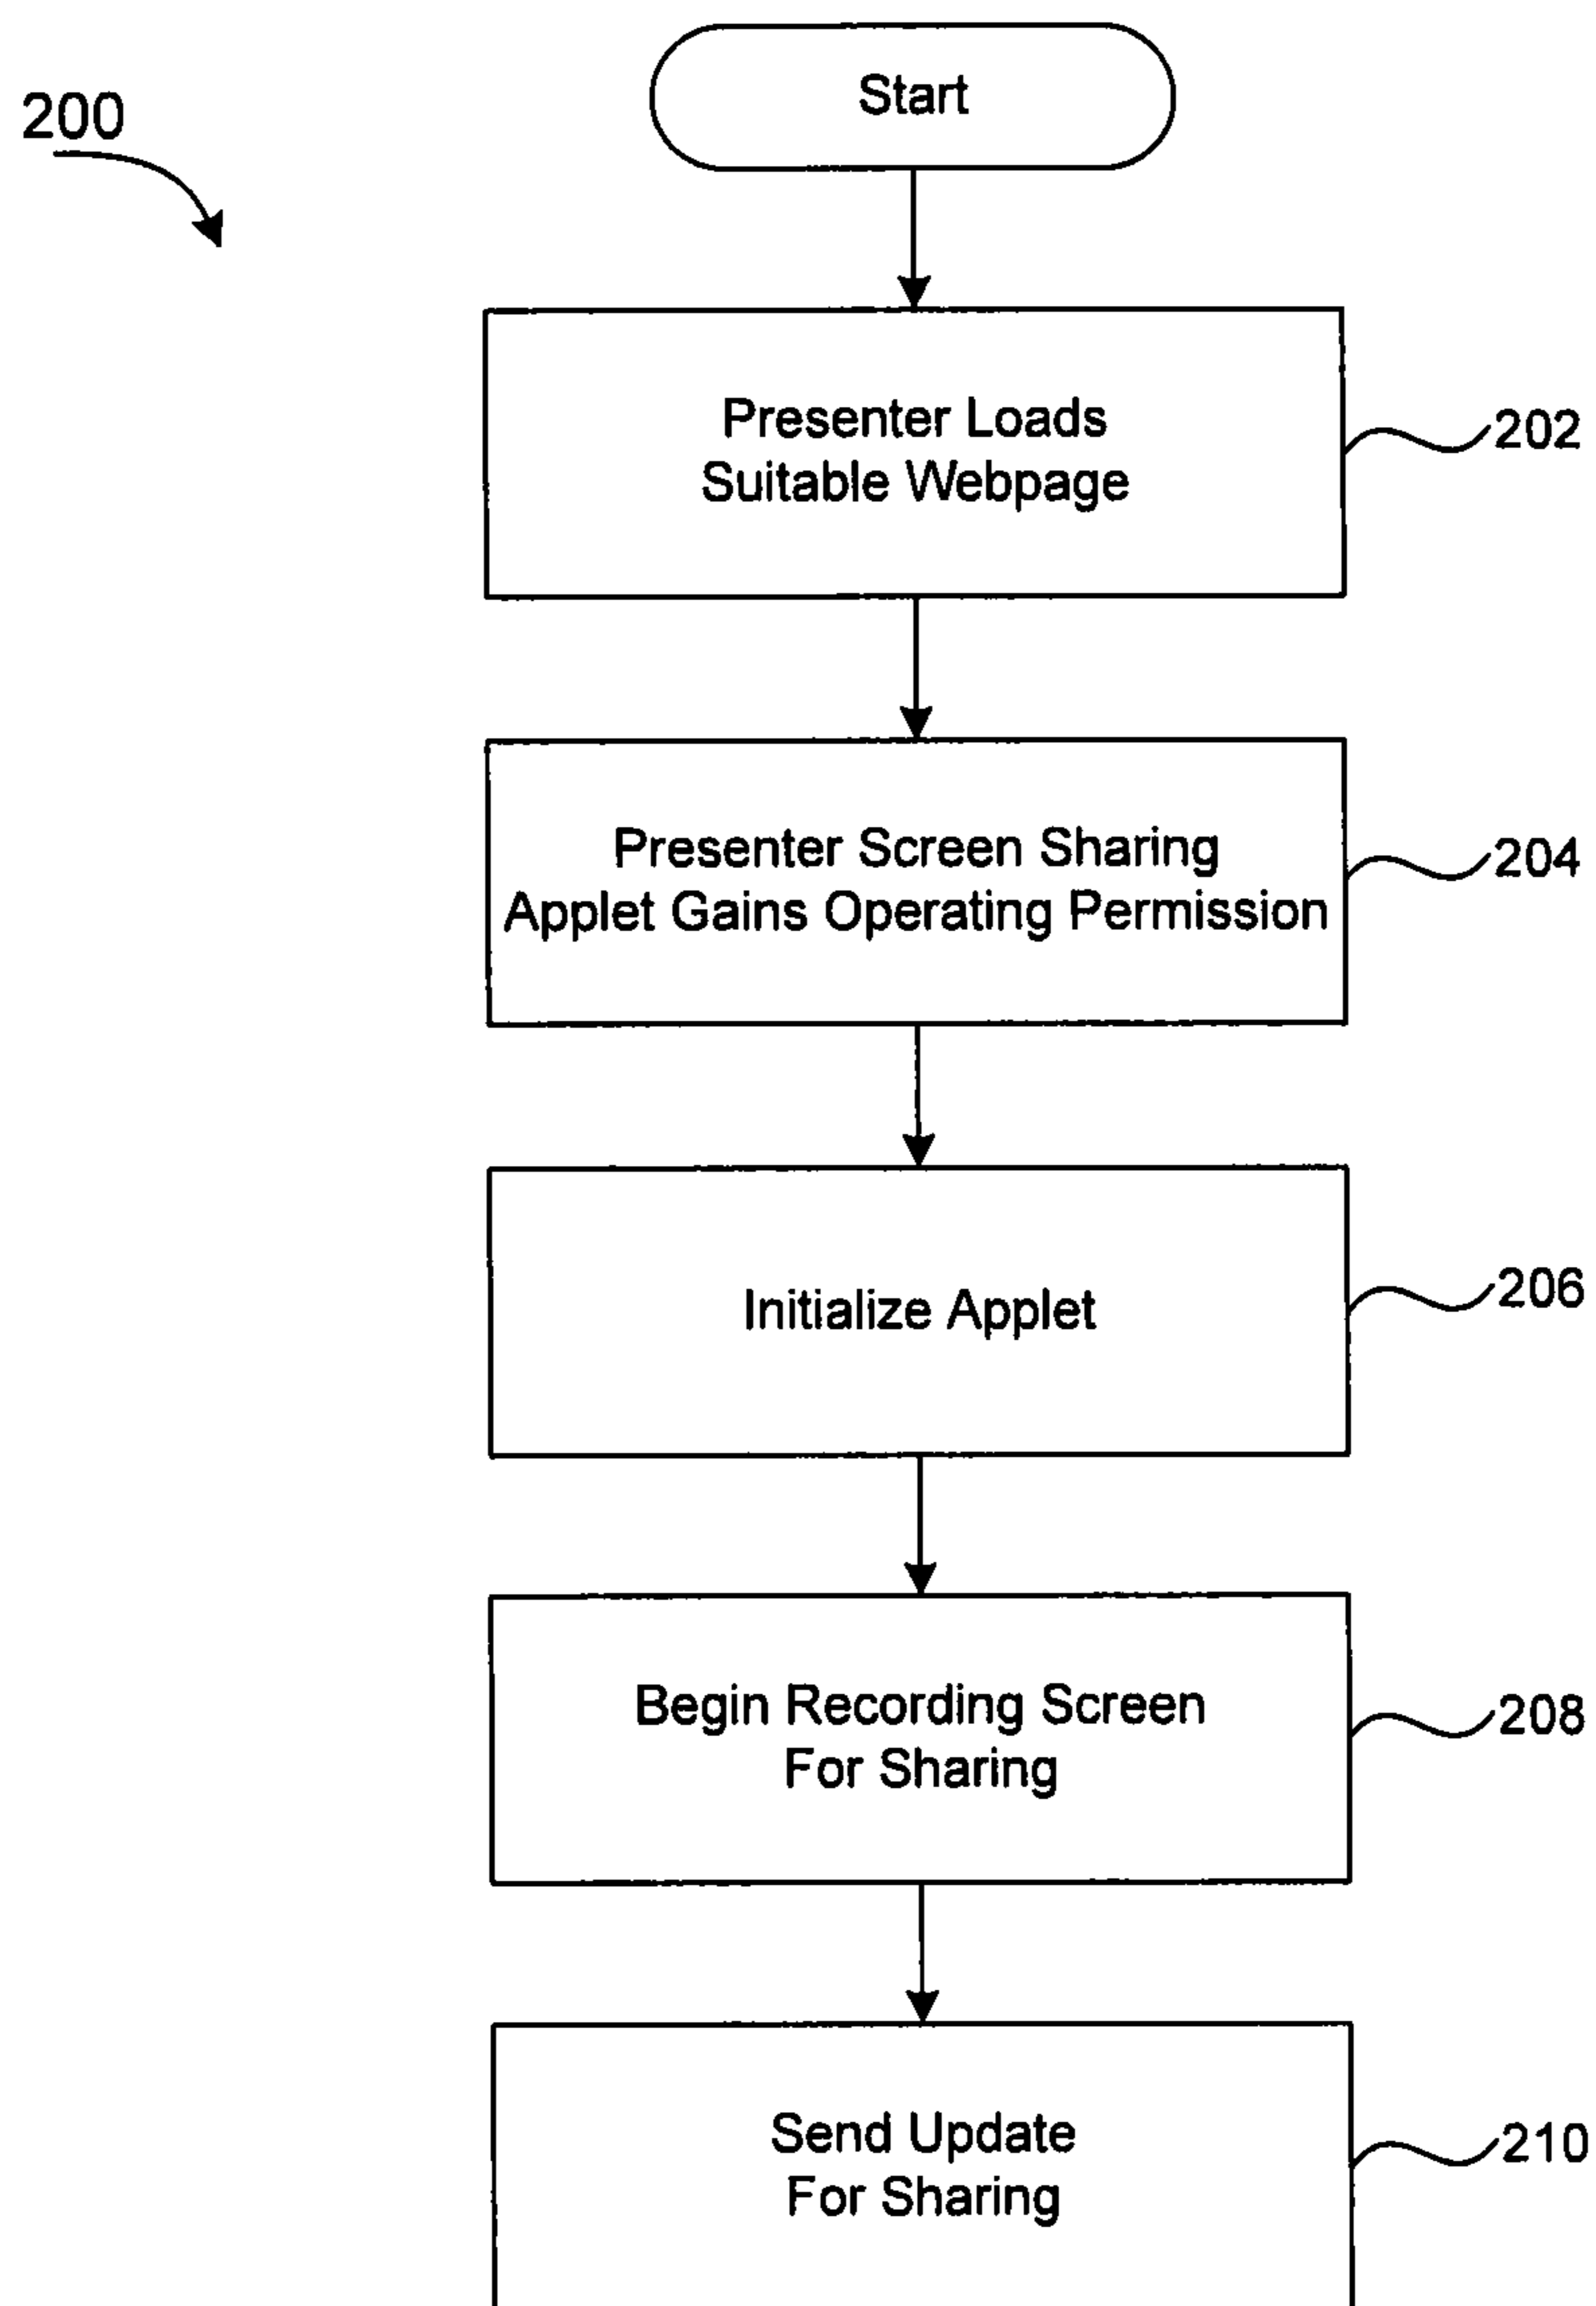 200
Start
Presenter Loads
Suitable Webpage
202
Presenter Screen Sharing
Applet Gains Operating Permission
204
Initialize Applet
206
Begin Recording Screen
For Sharing
208
Send Update
For Sharing
210